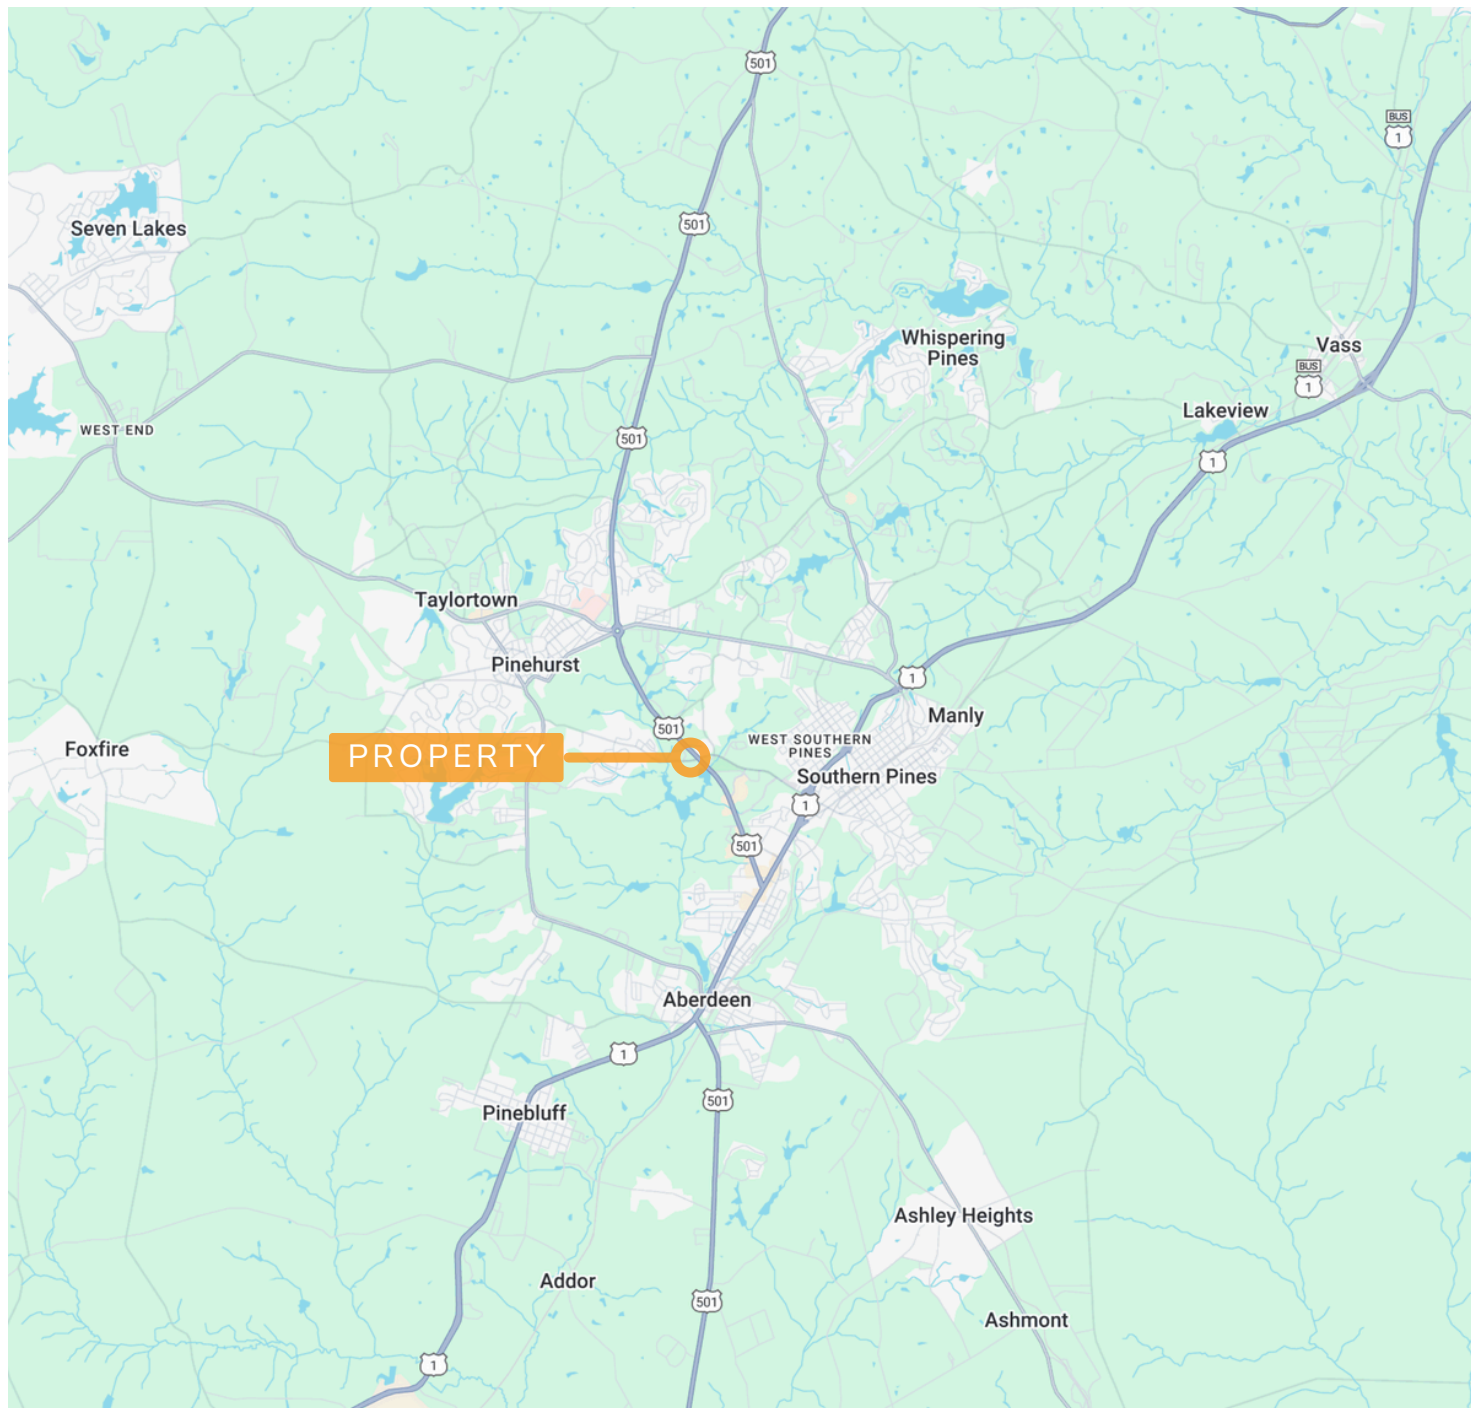 501
BUS
1
501
Seven Lakes
Whispering
Pines
Vass
BUS
1
Lakeview
WEST END
501
1
Taylortown
Pinehurst
1
Manly
501
WEST SOUTHERN
PINES
Foxfire
PROPERTY
Southern Pines
1
501
Aberdeen
1
501
Pinebluff
Ashley Heights
Addor
501
Ashmont
1